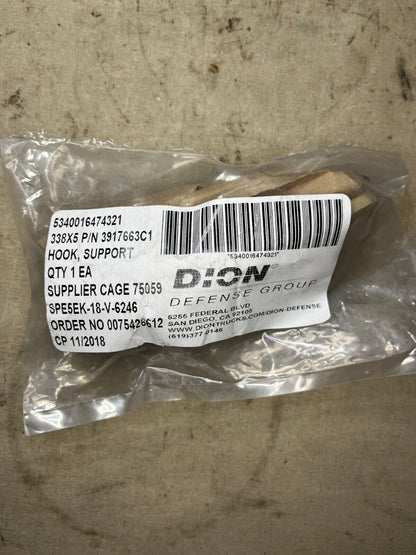 5340016474321
338X5 P/N 3917663C1
HOOK, SUPPORT
QTY 1 EA
SUPPLIER CAGE 75059
SPE5EK-18-V-6246
ORDER NO 0075428612
CP 11/2018
*5340016474321*
DION®
DEFENSE GROUP
5255 FEDERAL BLVD
SAN DIEGO, CA 92105
WWW.DIONTRUCKS.COM/DION-DEFENSE
(619)377-0146